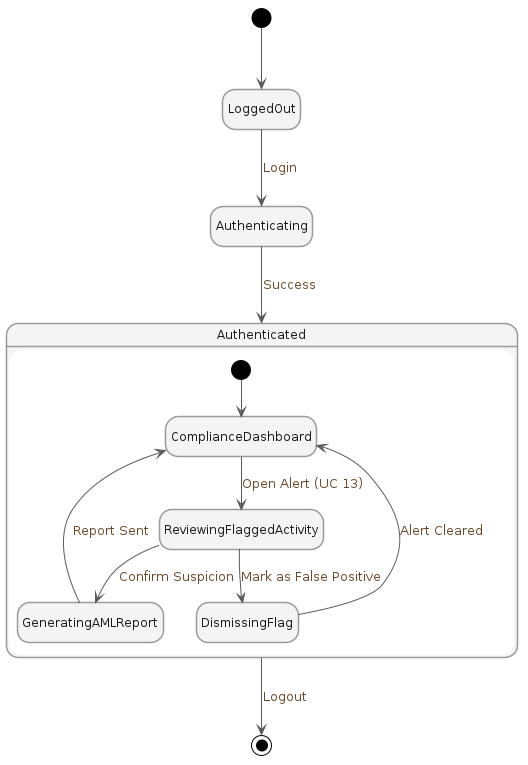 LoggedOut
Login
Authenticating
Success
Authenticated
ComplianceDashboard
Open Alert (UC 13)
ReviewingFlaggedActivity
Report Sent
Alert Cleared
Confirm Suspicion
Mark as False Positive
GeneratingAMLReport
DismissingFlag
Logout